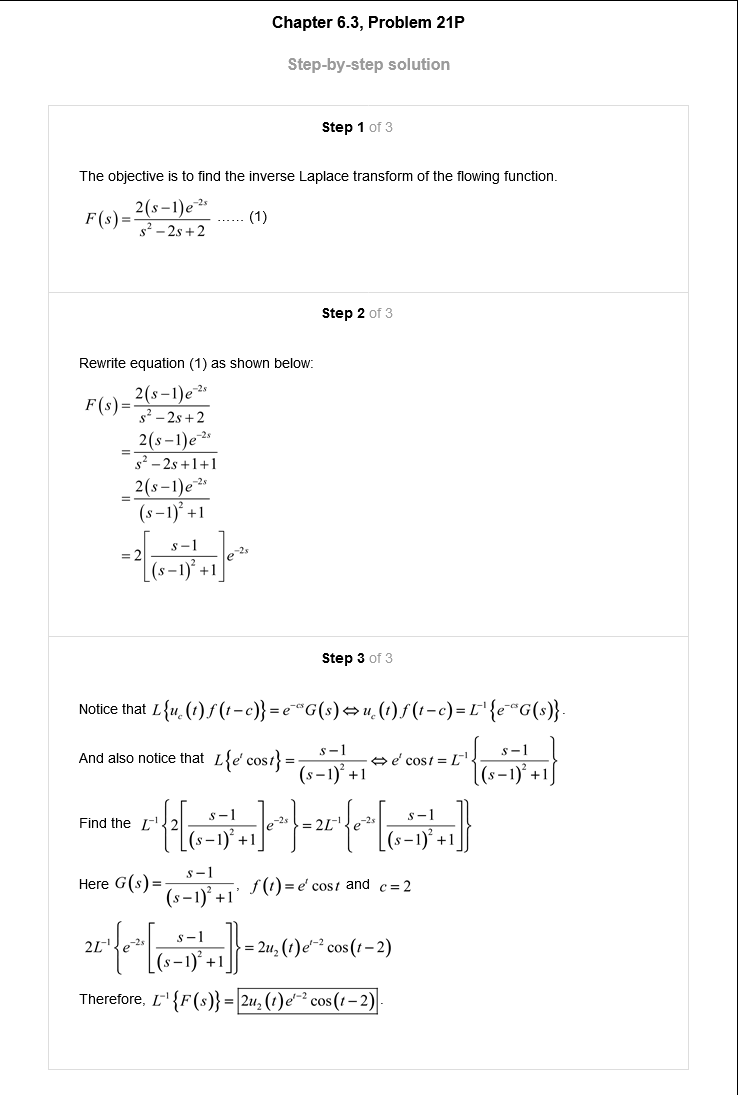 Chapter 6.3, Problem 21P
Step-by-step solution
Step 1 of 3
The objective is to find the inverse Laplace transform of the flowing function.
F(s) = \frac{2(s-1)e^{-2s}}{s^2-2s+2} ...... (1)
Step 2 of 3
Rewrite equation (1) as shown below:
F(s) = \frac{2(s-1)e^{-2s}}{s^2-2s+2}
= \frac{2(s-1)e^{-2s}}{s^2-2s+1+1}
= \frac{2(s-1)e^{-2s}}{(s-1)^2+1}
= 2\left[\frac{s-1}{(s-1)^2+1}\right]e^{-2s}
Step 3 of 3
Notice that L\{u_c(t)f(t-c)\} = e^{-cs}G(s) ⇔ u_c(t)f(t-c) = L^{-1}\{e^{-cs}G(s)\}.
And also notice that L\{e^t cos t\} = \frac{s-1}{(s-1)^2+1} ⇔ e^t cos t = L^{-1}\left\{\frac{s-1}{(s-1)^2+1}\right\}
Find the L^{-1}\left\{2\left[\frac{s-1}{(s-1)^2+1}\right]e^{-2s}\right\} = 2L^{-1}\left\{e^{-2s}\left[\frac{s-1}{(s-1)^2+1}\right]\right\}
Here G(s) = \frac{s-1}{(s-1)^2+1}, f(t) = e^t cos t and c = 2
2L^{-1}\left\{e^{-2s}\left[\frac{s-1}{(s-1)^2+1}\right]\right\} = 2u_2(t)e^{t-2} cos(t-2)
Therefore, L^{-1}\{F(s)\} = \boxed{2u_2(t)e^{t-2} cos(t-2)}.